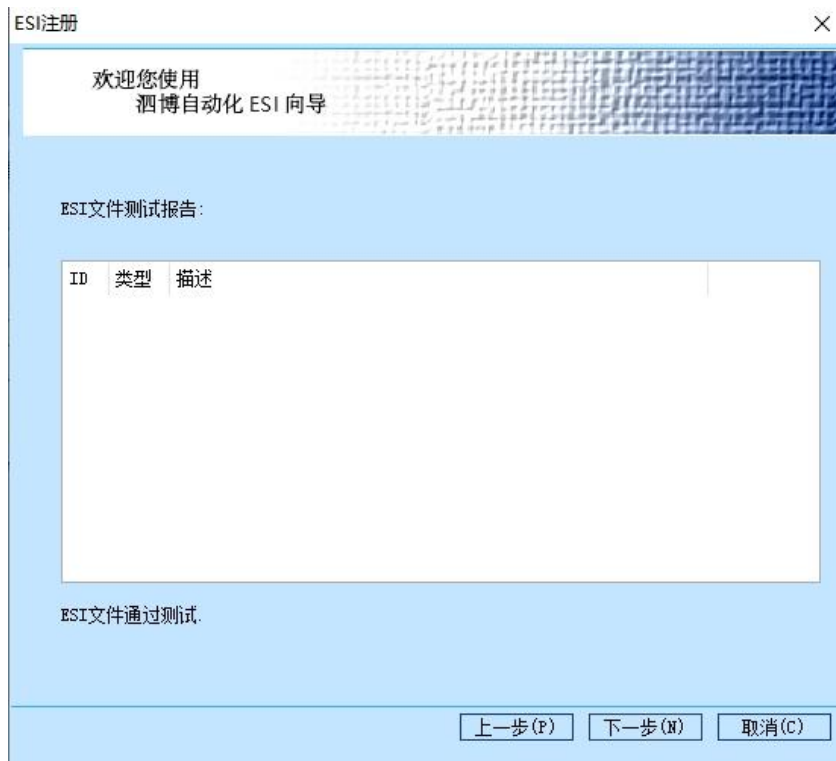 ESI注册
欢迎您使用
泗博自动化 ESI 向导
ESI文件测试报告:
ID 类型 描述
ESI文件通过测试.
上一步(P) 下一步(N) 取消(C)